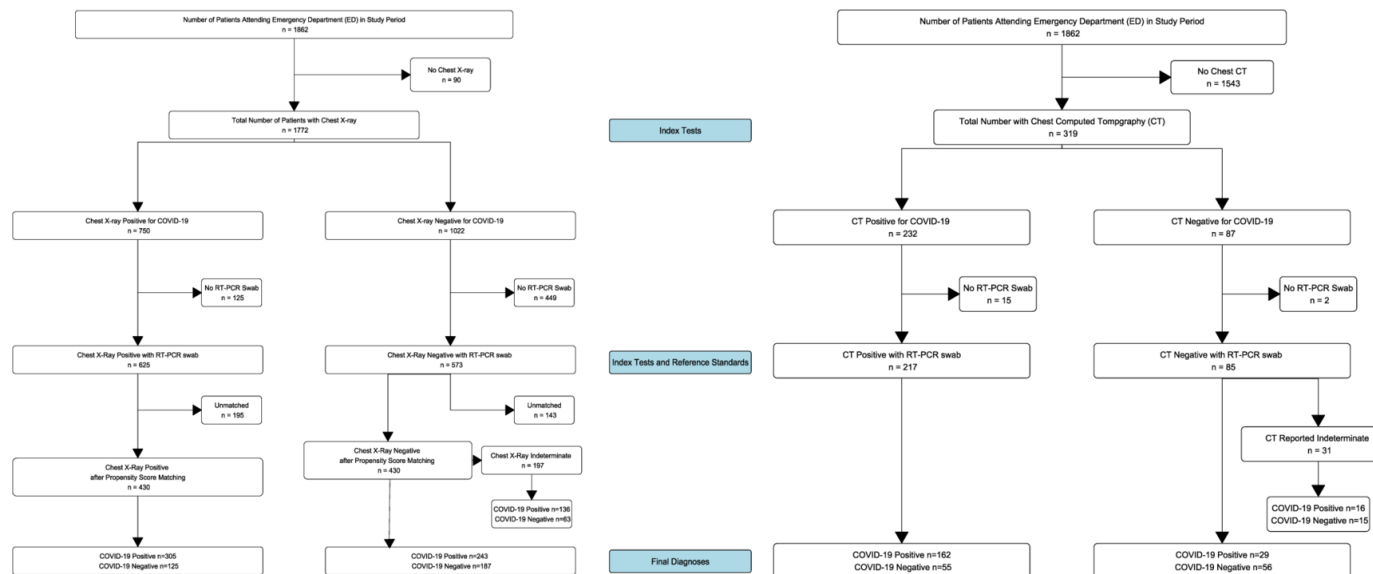 Number of Patients Attending Emergency Department (ED) in Study Period
n = 1862
No Chest X-ray
n = 90
Total Number of Patients with Chest X-ray
n = 1772
Chest X-ray Positive for COVID-19
n = 750
Chest X-ray Negative for COVID-19
n = 1022
No RT-PCR Swab
n = 125
No RT-PCR Swab
n = 449
Chest X-Ray Positive with RT-PCR swab
n = 625
Chest X-Ray Negative with RT-PCR swab
n = 573
Unmatched
n = 195
Unmatched
n = 143
Chest X-Ray Positive
after Propensity Score Matching
n = 430
Chest X-Ray Negative
after Propensity Score Matching
n = 430
Chest X-Ray Indeterminate
n = 197
COVID-19 Positive n=136
COVID-19 Negative n=63
COVID-19 Positive n=305
COVID-19 Negative n=125
COVID-19 Positive n=243
COVID-19 Negative n=187
Index Tests
Index Tests and Reference Standards
Final Diagnoses
Number of Patients Attending Emergency Department (ED) in Study Period
n = 1862
No Chest CT
n = 1543
Total Number with Chest Computed Tompgraphy (CT)
n = 319
CT Positive for COVID-19
n = 232
CT Negative for COVID-19
n = 87
No RT-PCR Swab
n = 15
No RT-PCR Swab
n = 2
CT Positive with RT-PCR swab
n = 217
CT Negative with RT-PCR swab
n = 85
CT Reported Indeterminate
n = 31
COVID-19 Positive n=16
COVID-19 Negative n=15
COVID-19 Positive n=162
COVID-19 Negative n=55
COVID-19 Positive n=29
COVID-19 Negative n=56